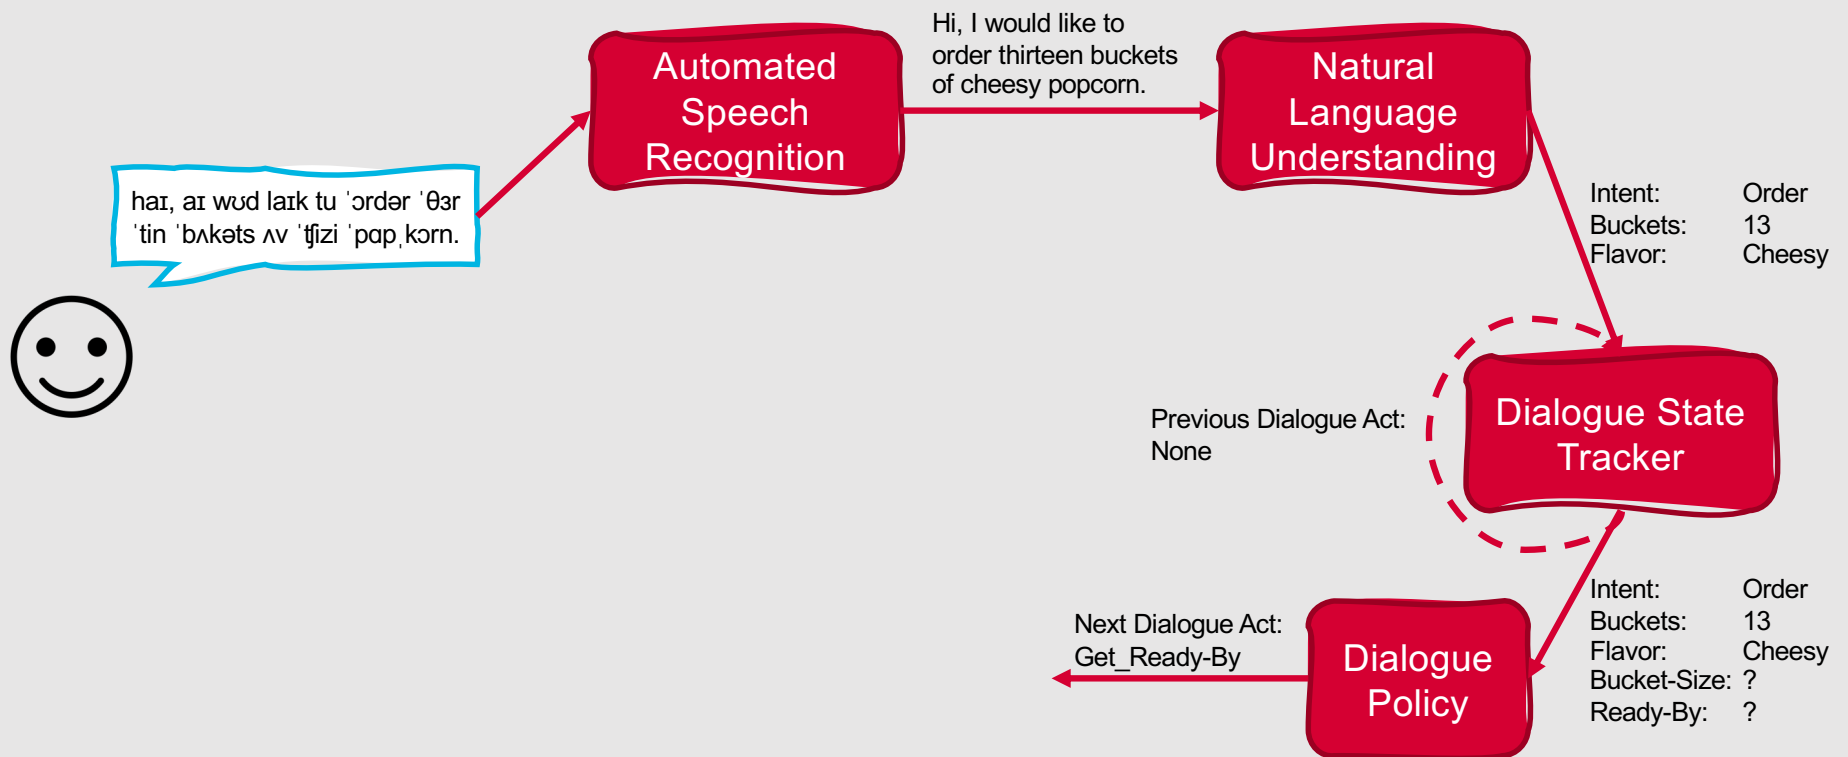 Automated
Speech
Recognition
Hi, I would like to
order thirteen buckets
of cheesy popcorn.
Natural
Language
Understanding
haɪ, aɪ wʊd laɪk tu ˈɔrdər ˈθɜr
ˈtin ˈbʌkəts ʌv ˈʧizi ˈpɑpˌkɔrn.
Intent: Order
Buckets: 13
Flavor: Cheesy
Previous Dialogue Act:
None
Dialogue State
Tracker
Intent: Order
Buckets: 13
Flavor: Cheesy
Bucket-Size: ?
Ready-By: ?
Dialogue
Policy
Next Dialogue Act:
Get_Ready-By